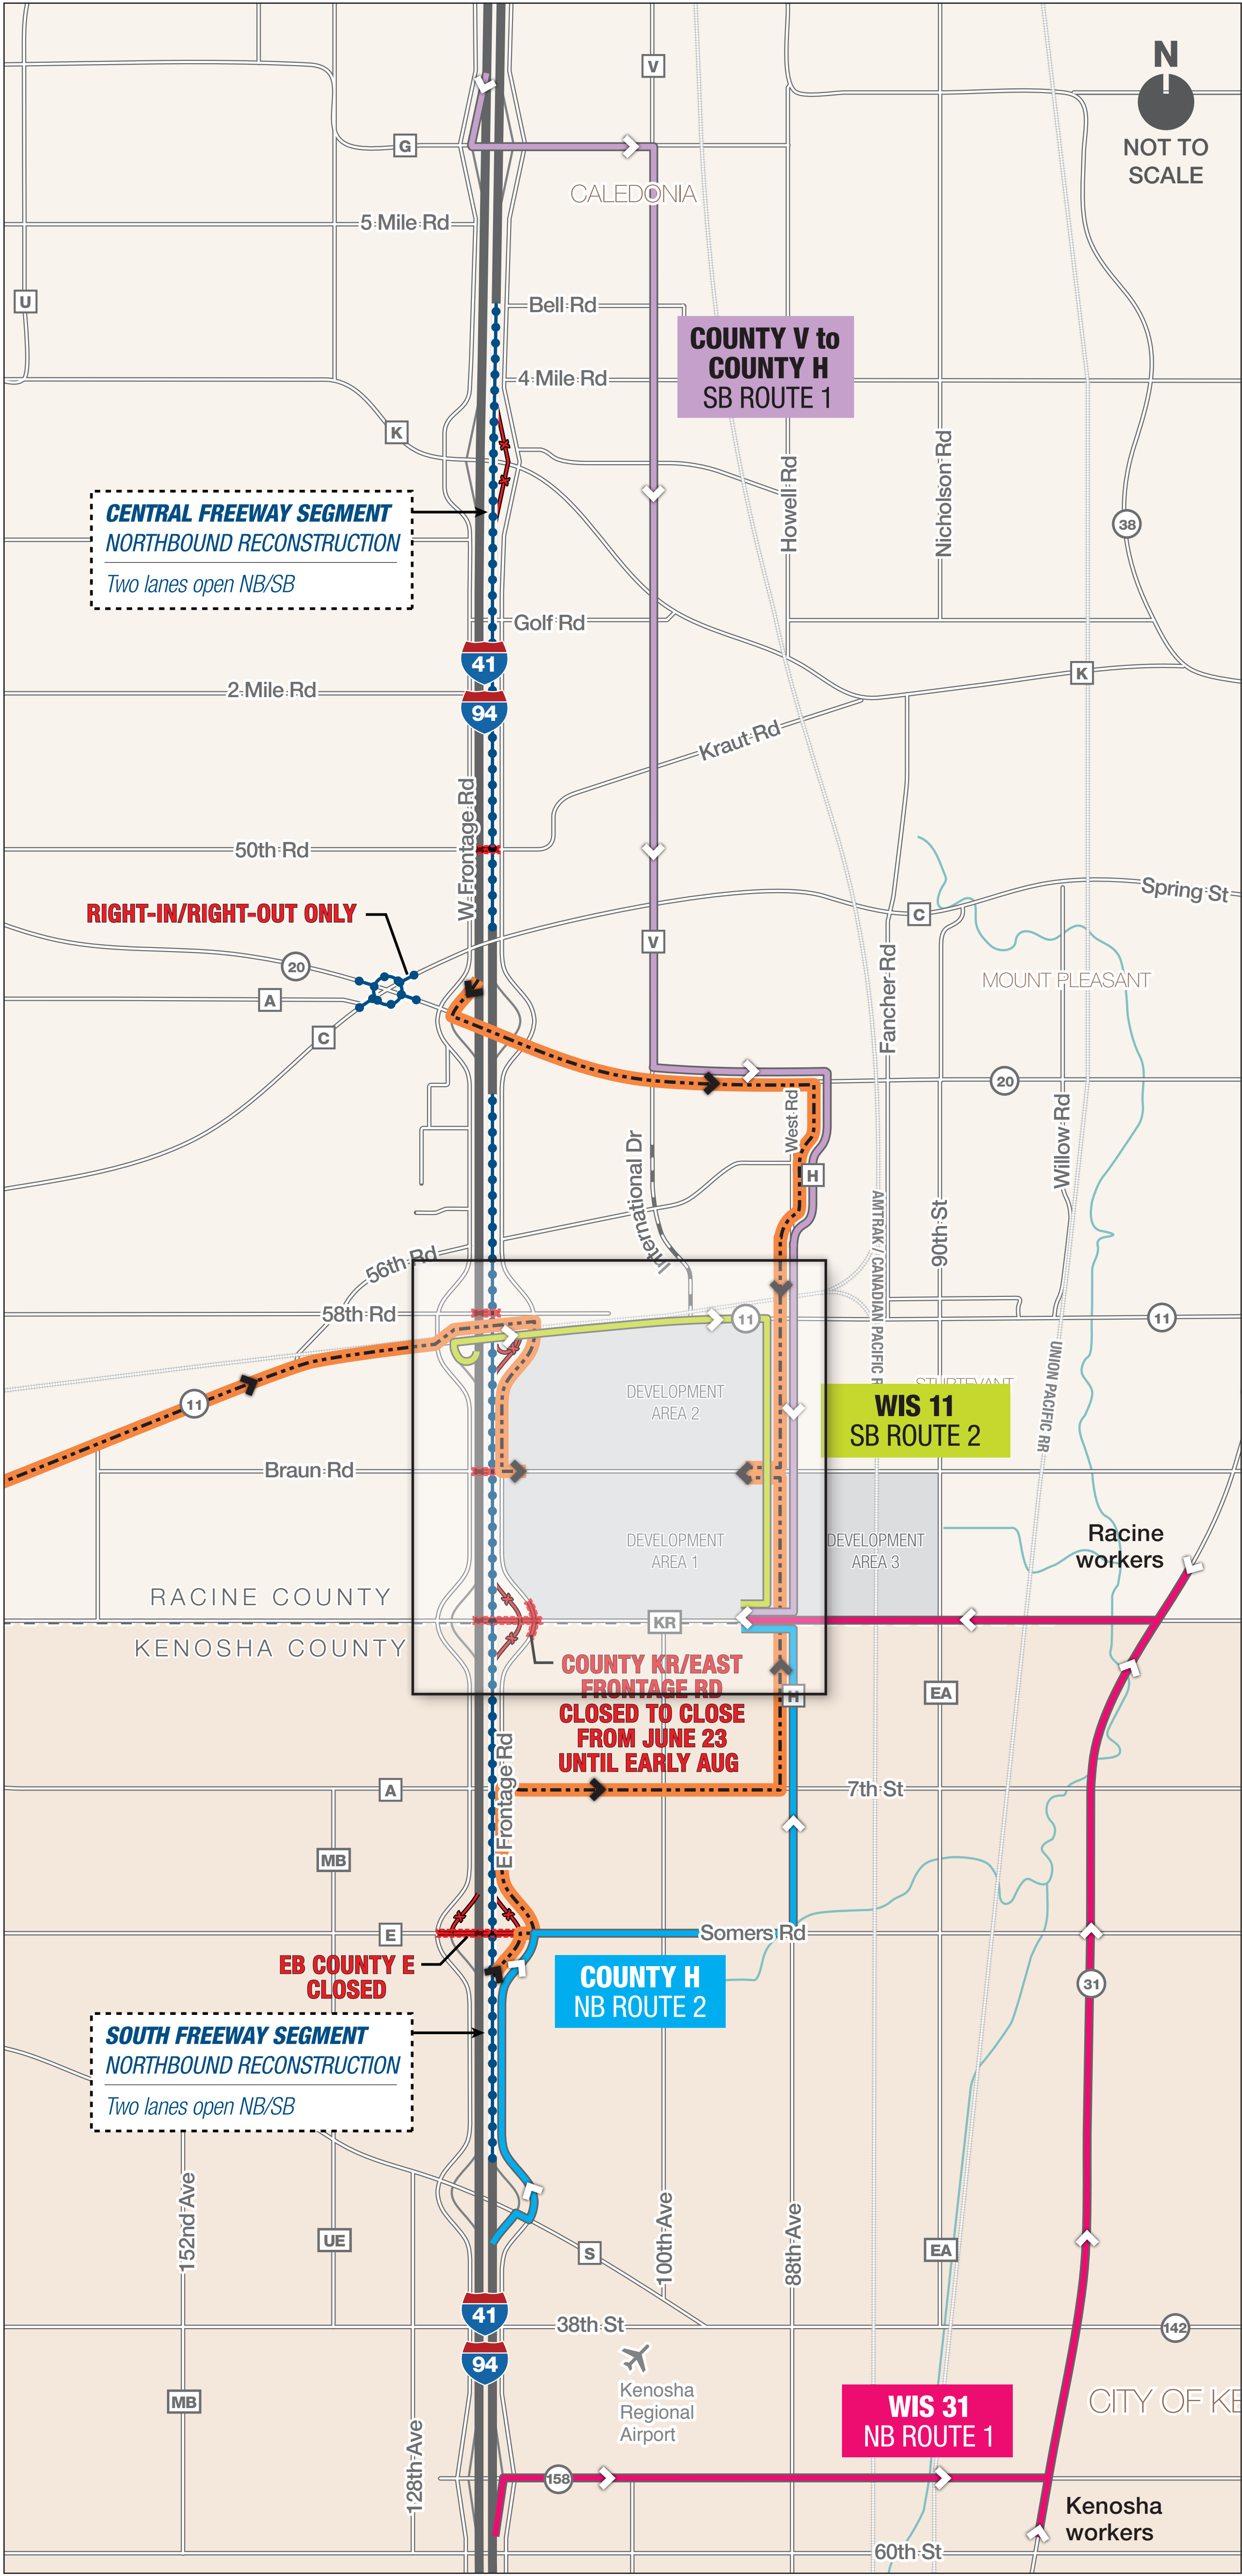 N
NOT TO
SCALE
V
G
CALEDONIA
5 Mile Rd
U
Bell Rd
COUNTY V to
COUNTY H
SB ROUTE 1
4 Mile Rd
K
Howell Rd
Nicholson Rd
38
CENTRAL FREEWAY SEGMENT
NORTHBOUND RECONSTRUCTION
Two lanes open NB/SB
Golf Rd
41
K
2 Mile Rd
94
Kraut Rd
W Frontage Rd
50th Rd
Spring St
RIGHT-IN/RIGHT-OUT ONLY
C
V
20
Fancher Rd
MOUNT PLEASANT
A
C
20
West Rd
Willow Rd
International Dr
H
AMTRAK / CANADIAN PACIFIC R
90th St
56th Rd
58th Rd
11
11
UNION PACIFIC RR
STURTEVANT
DEVELOPMENT
AREA 2
WIS 11
SB ROUTE 2
11
Braun Rd
DEVELOPMENT
AREA 1
DEVELOPMENT
AREA 3
Racine
workers
RACINE COUNTY
KR
KENOSHA COUNTY
COUNTY KR/EAST
FRONTAGE RD
CLOSED TO CLOSE
FROM JUNE 23
UNTIL EARLY AUG
H
EA
E Frontage Rd
A
7th St
MB
E
Somers Rd
EB COUNTY E
CLOSED
COUNTY H
NB ROUTE 2
31
SOUTH FREEWAY SEGMENT
NORTHBOUND RECONSTRUCTION
Two lanes open NB/SB
152nd Ave
UE
S
100th Ave
88th Ave
EA
41
38th St
142
94
Kenosha
Regional
Airport
MB
CITY OF KE
WIS 31
NB ROUTE 1
128th Ave
158
Kenosha
workers
60th St